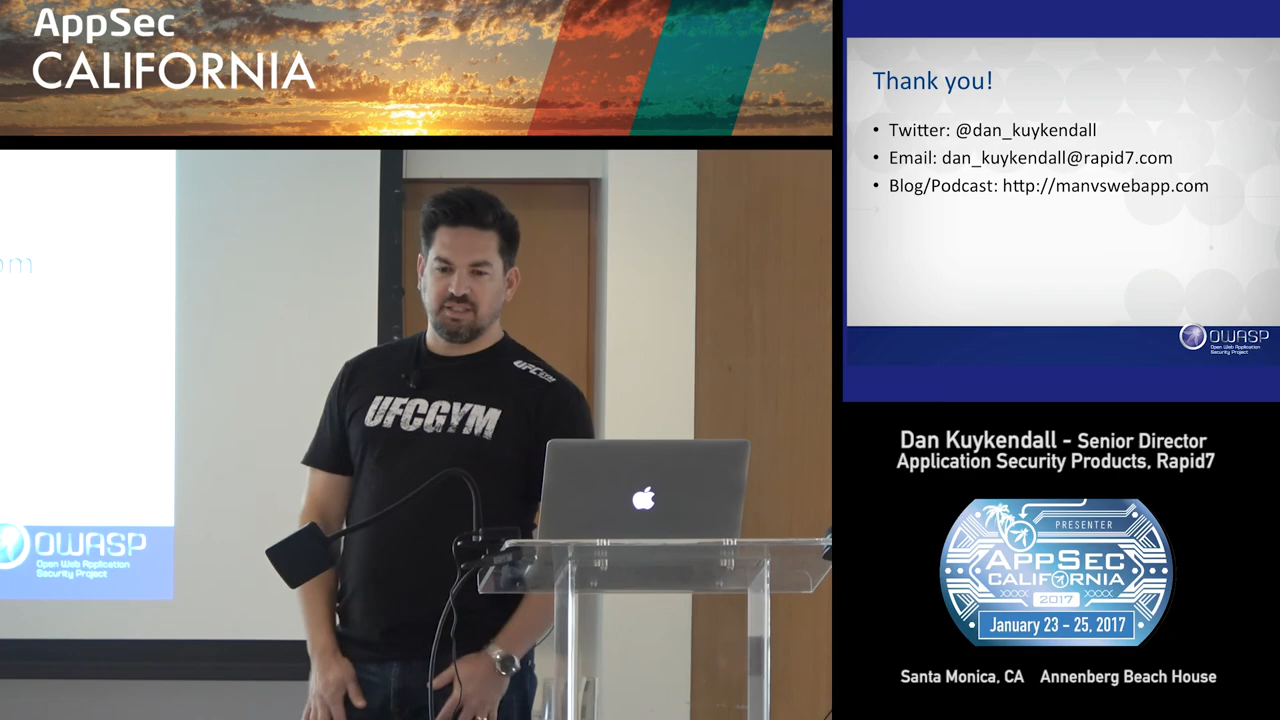 AppSec
CALIFORNIA
om
OWASP
Open Web Application
Security Project
UFCGYM
UFCGYM
Thank you!
• Twitter: @dan_kuykendall
• Email: dan_kuykendall@rapid7.com
• Blog/Podcast: http://manvswebapp.com
OWASP
Open Web Application
Security Project
Dan Kuykendall - Senior Director
Application Security Products, Rapid7
PRESENTER
APPSEC
CALIFORNIA
2017
January 23 - 25, 2017
Santa Monica, CA Annenberg Beach House